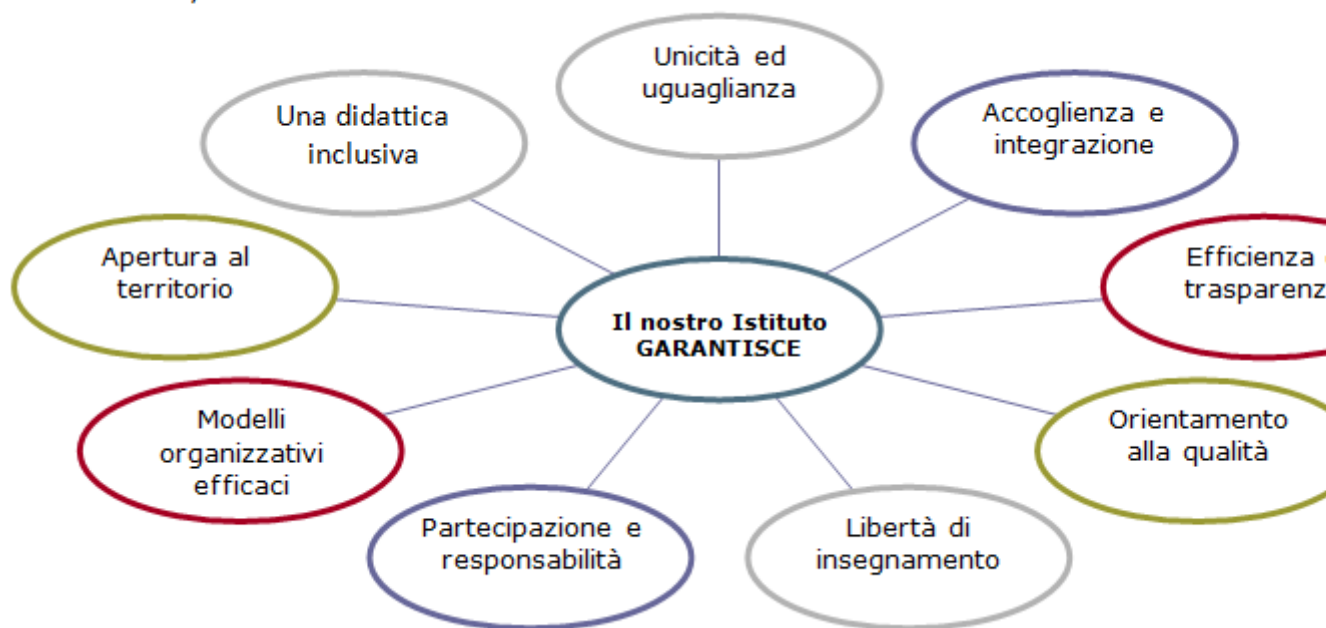 Unicità ed
uguaglianza
Una didattica
inclusiva
Accoglienza e
integrazione
Apertura al
territorio
Efficienza
Il nostro Istituto
GARANTISCE
Modelli
organizzativi
efficaci
Orientamento
alla qualità
Partecipazione e
responsabilità
Libertà di
insegnamento